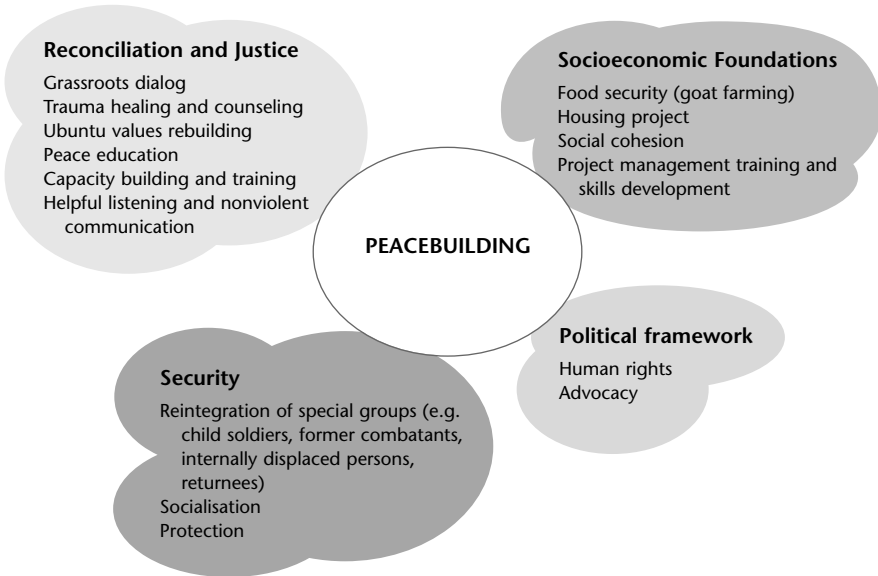 Reconciliation and Justice
Grassroots dialog
Trauma healing and counseling
Ubuntu values rebuilding
Peace education
Capacity building and training
Helpful listening and nonviolent
communication
Socioeconomic Foundations
Food security (goat farming)
Housing project
Social cohesion
Project management training and
skills development
PEACEBUILDING
Security
Reintegration of special groups (e.g.
child soldiers, former combatants,
internally displaced persons,
returnees)
Socialisation
Protection
Political framework
Human rights
Advocacy